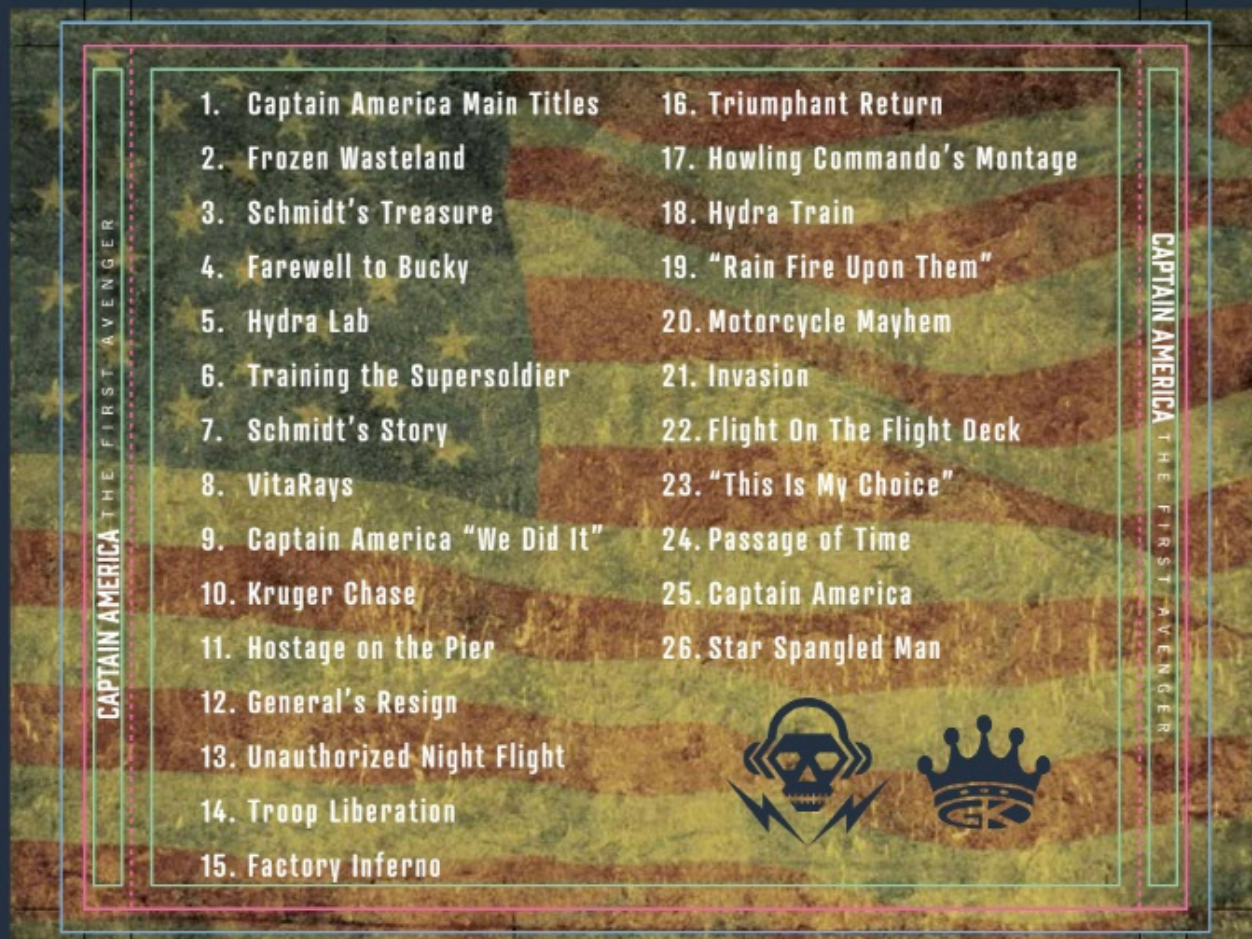 1. Captain America Main Titles
2. Frozen Wasteland
3. Schmidt's Treasure
4. Farewell to Bucky
5. Hydra Lab
6. Training the Supersoldier
7. Schmidt's Story
8. VitaRays
9. Captain America “We Did It”
10. Kruger Chase
11. Hostage on the Pier
12. General's Resign
13. Unauthorized Night Flight
14. Troop Liberation
15. Factory Inferno
16. Triumphant Return
17. Howling Commando's Montage
18. Hydra Train
19. “Rain Fire Upon Them”
20. Motorcycle Mayhem
21. Invasion
22. Flight On The Flight Deck
23. “This Is My Choice”
24. Passage of Time
25. Captain America
26. Star Spangled Man
CAPTAIN AMERICA THE FIRST AVENGER
CAPTAIN AMERICA THE FIRST AVENGER
GK